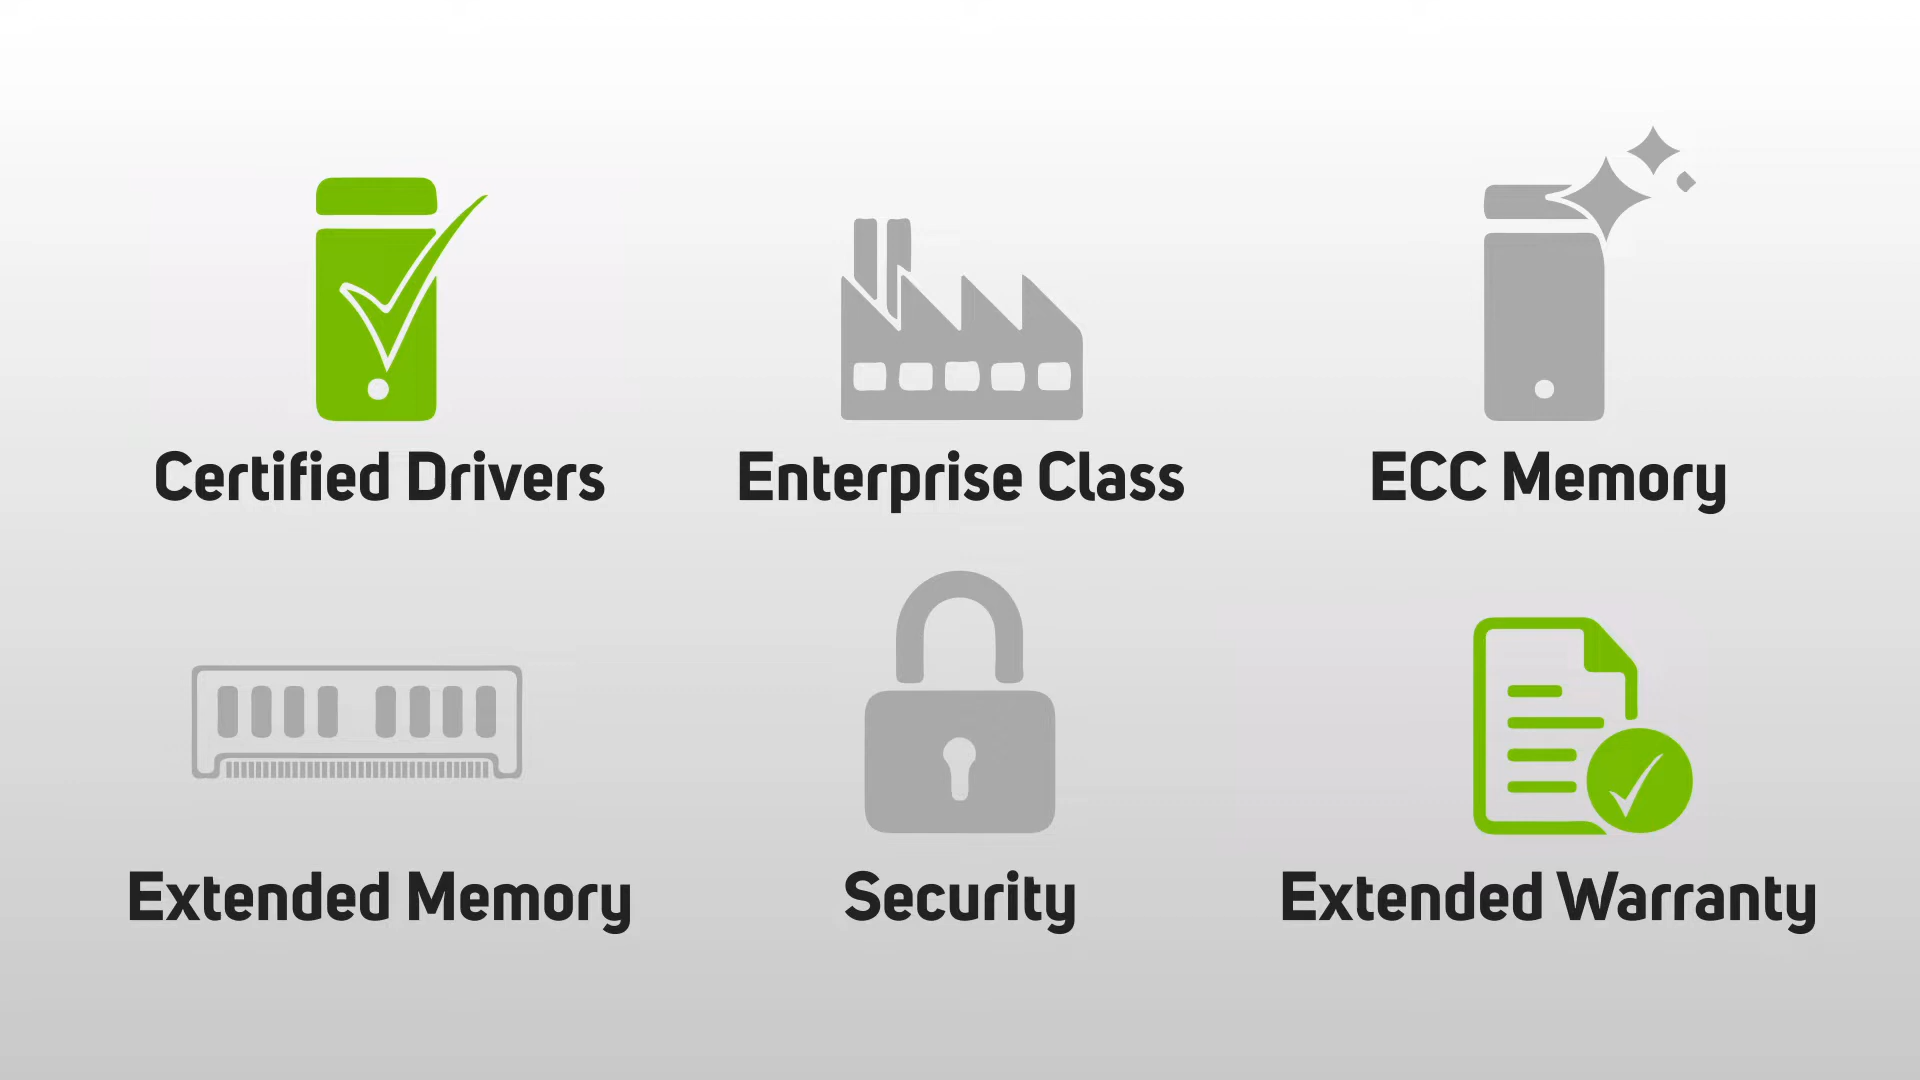 Certified Drivers
Enterprise Class
ECC Memory
Extended Memory
Security
Extended Warranty